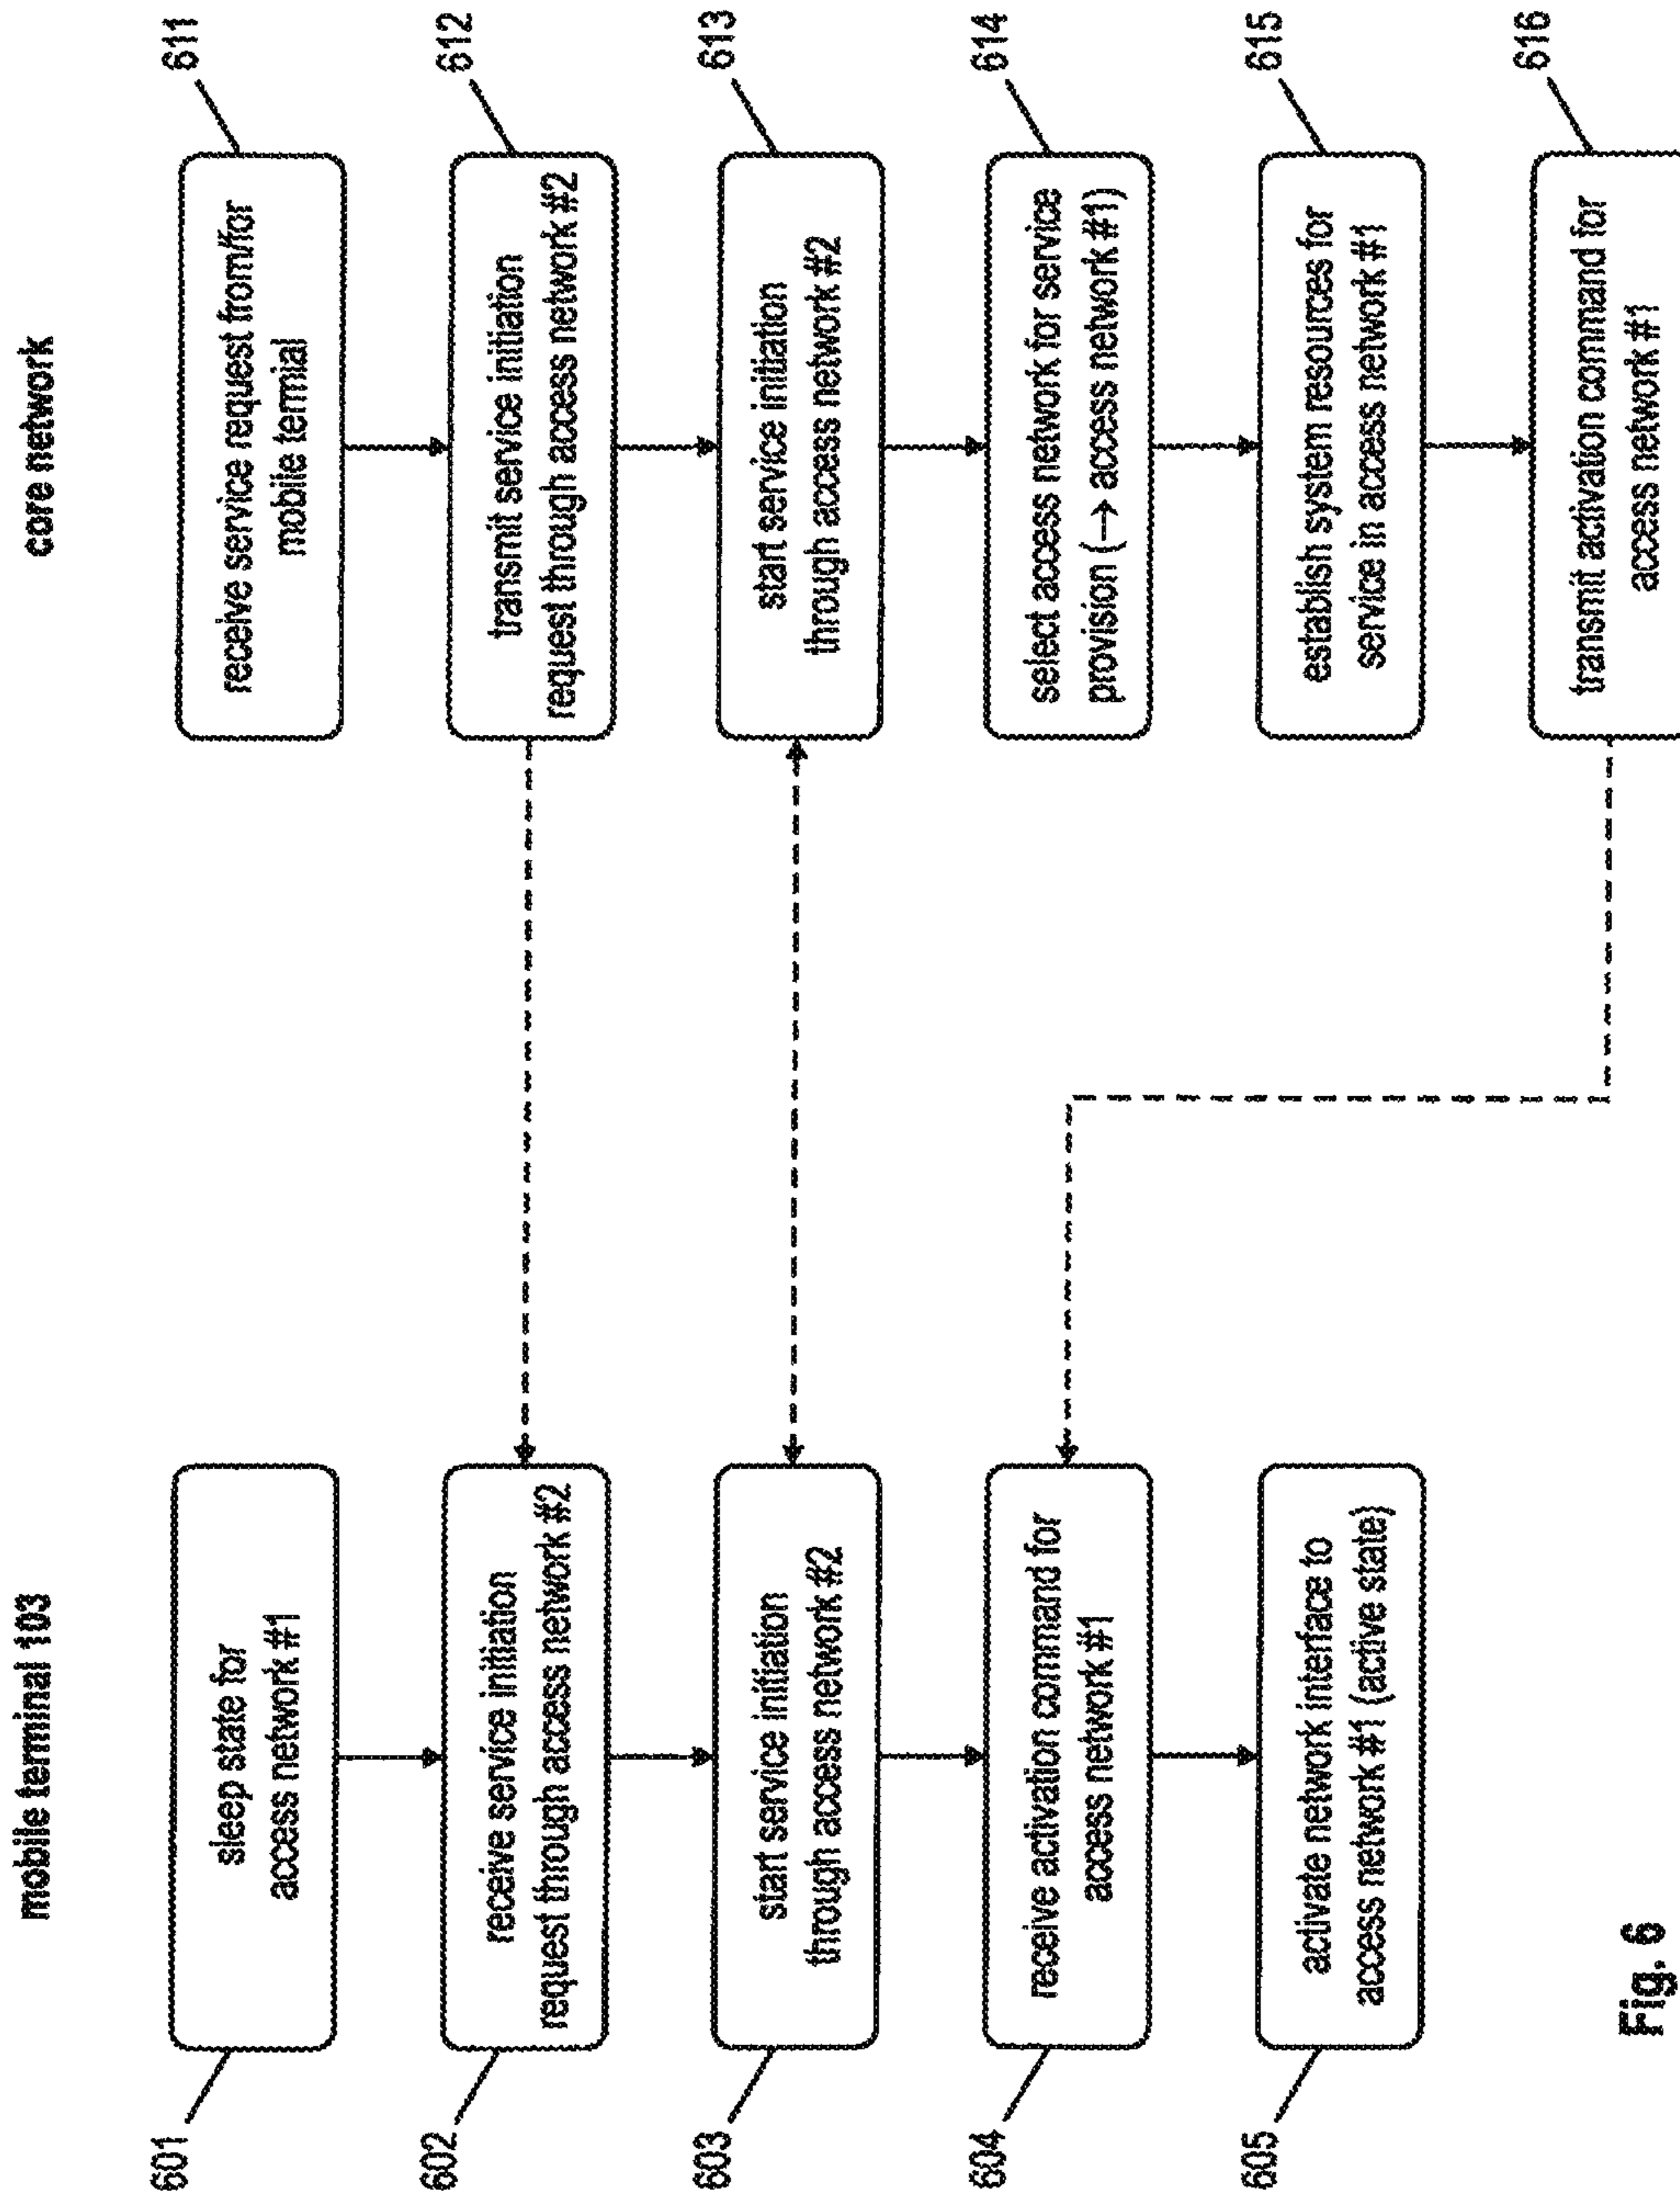 mobile terminal 103
core network
601
sleep state for
access network #1
602
receive service initiation
request through access network #2
603
start service initiation
through access network #2
604
receive activation command for
access network #1
605
activate network interface to
access network #1 (active state)
611
receive service request from/for
mobile termial
612
transmit service initiation
request through access network #2
613
start service initiation
through access network #2
614
select access network for service
provision (→ access network #1)
615
establish system resources for
service in access network #1
616
transmit activation command for
access network #1
Fig. 6